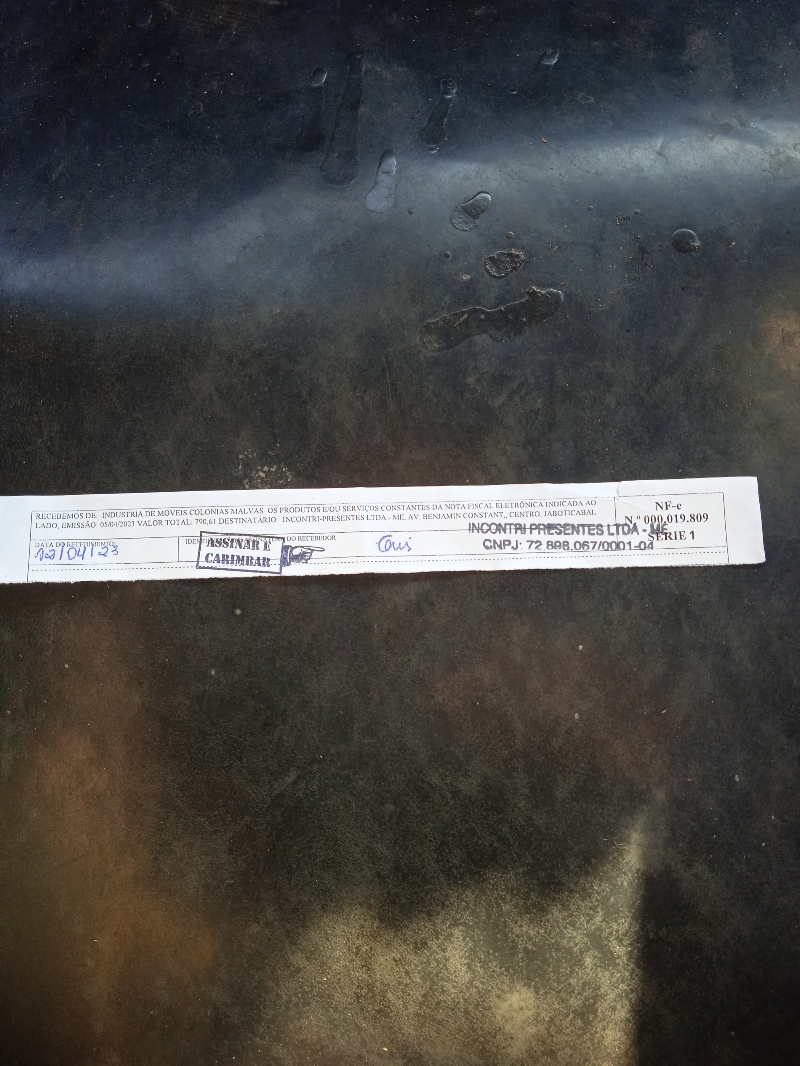 RECEBEMOS DE INDUSTRIA DE MOVEIS COLONIAS MALVAS OS PRODUTOS E/OU SERVIÇOS CONSTANTES DA NOTA FISCAL ELETRÔNICA INDICADA AO
LADO, EMISSÃO 05/04/2023 VALOR TOTAL: 790,61 DESTINATÁRIO INCONTRI-PRESENTES LTDA - ME, AV. BENJAMIN CONSTANT,, CENTRO, JABOTICABAL
NF-e
N.º 000.019.809
SÉRIE 1
DATA DO RECEBIMENTO
12/04/23
DO RECEBEDOR
ASSINAR E
CARIMBAR
INCONTRI PRESENTES LTDA - ME
CNPJ: 72.898.067/0001-04